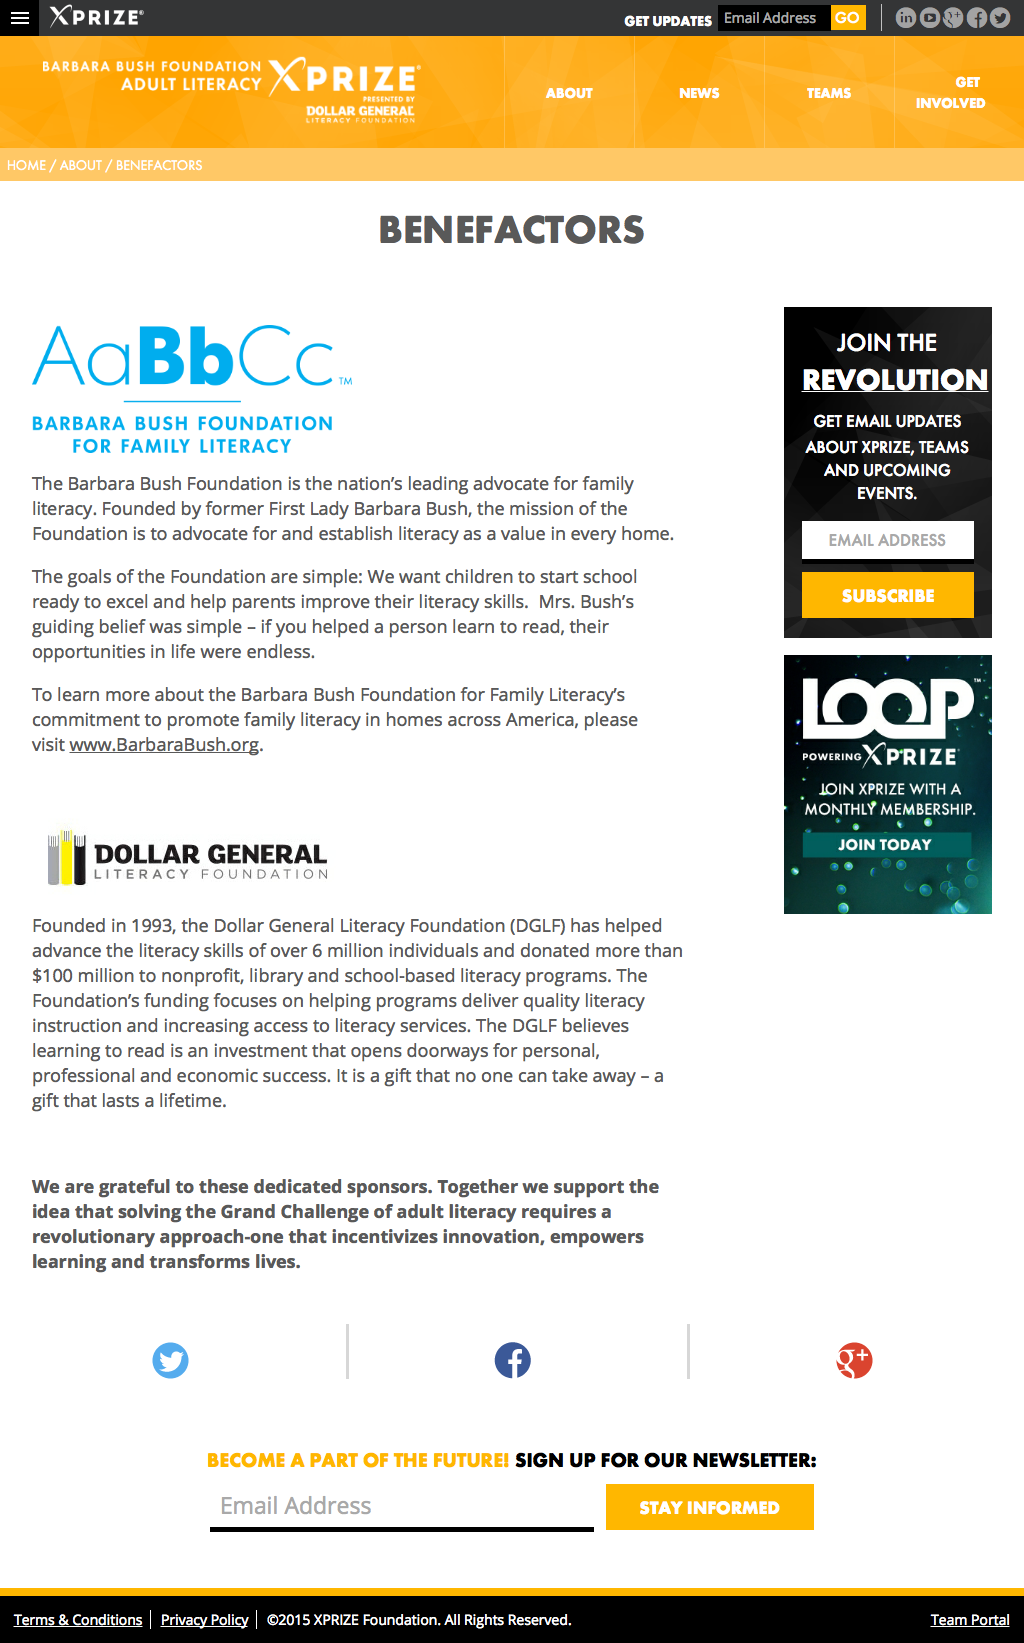 XPRIZE®
GET UPDATES Email Address GO
BARBARA BUSH FOUNDATION
ADULT LITERACY XPRIZE®
PRESENTED BY
DOLLAR GENERAL
LITERACY FOUNDATION
ABOUT
NEWS
TEAMS
GET
INVOLVED
HOME / ABOUT / BENEFACTORS
BENEFACTORS
AaBbCc™
BARBARA BUSH FOUNDATION
FOR FAMILY LITERACY
The Barbara Bush Foundation is the nation’s leading advocate for family
literacy. Founded by former First Lady Barbara Bush, the mission of the
Foundation is to advocate for and establish literacy as a value in every home.
The goals of the Foundation are simple: We want children to start school
ready to excel and help parents improve their literacy skills.  Mrs. Bush’s
guiding belief was simple – if you helped a person learn to read, their
opportunities in life were endless.
To learn more about the Barbara Bush Foundation for Family Literacy’s
commitment to promote family literacy in homes across America, please
visit www.BarbaraBush.org.
DOLLAR GENERAL
LITERACY FOUNDATION
Founded in 1993, the Dollar General Literacy Foundation (DGLF) has helped
advance the literacy skills of over 6 million individuals and donated more than
$100 million to nonprofit, library and school-based literacy programs. The
Foundation’s funding focuses on helping programs deliver quality literacy
instruction and increasing access to literacy services. The DGLF believes
learning to read is an investment that opens doorways for personal,
professional and economic success. It is a gift that no one can take away – a
gift that lasts a lifetime.
We are grateful to these dedicated sponsors. Together we support the
idea that solving the Grand Challenge of adult literacy requires a
revolutionary approach-one that incentivizes innovation, empowers
learning and transforms lives.
JOIN THE
REVOLUTION
GET EMAIL UPDATES
ABOUT XPRIZE, TEAMS
AND UPCOMING
EVENTS.
EMAIL ADDRESS
SUBSCRIBE
LOOP™
POWERING XPRIZE
JOIN XPRIZE WITH A
MONTHLY MEMBERSHIP.
JOIN TODAY
BECOME A PART OF THE FUTURE! SIGN UP FOR OUR NEWSLETTER:
Email Address
STAY INFORMED
Terms & Conditions Privacy Policy ©2015 XPRIZE Foundation. All Rights Reserved. Team Portal